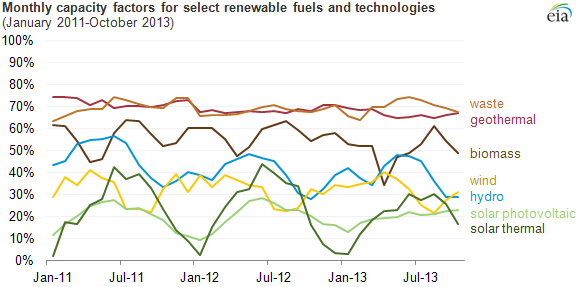 Monthly capacity factors for select renewable fuels and technologies
(January 2011-October 2013)
eia
100%
90%
80%
70%
60%
50%
40%
30%
20%
10%
0%
waste
geothermal
biomass
wind
hydro
solar photovoltaic
solar thermal
Jan-11
Jul-11
Jan-12
Jul-12
Jan-13
Jul-13